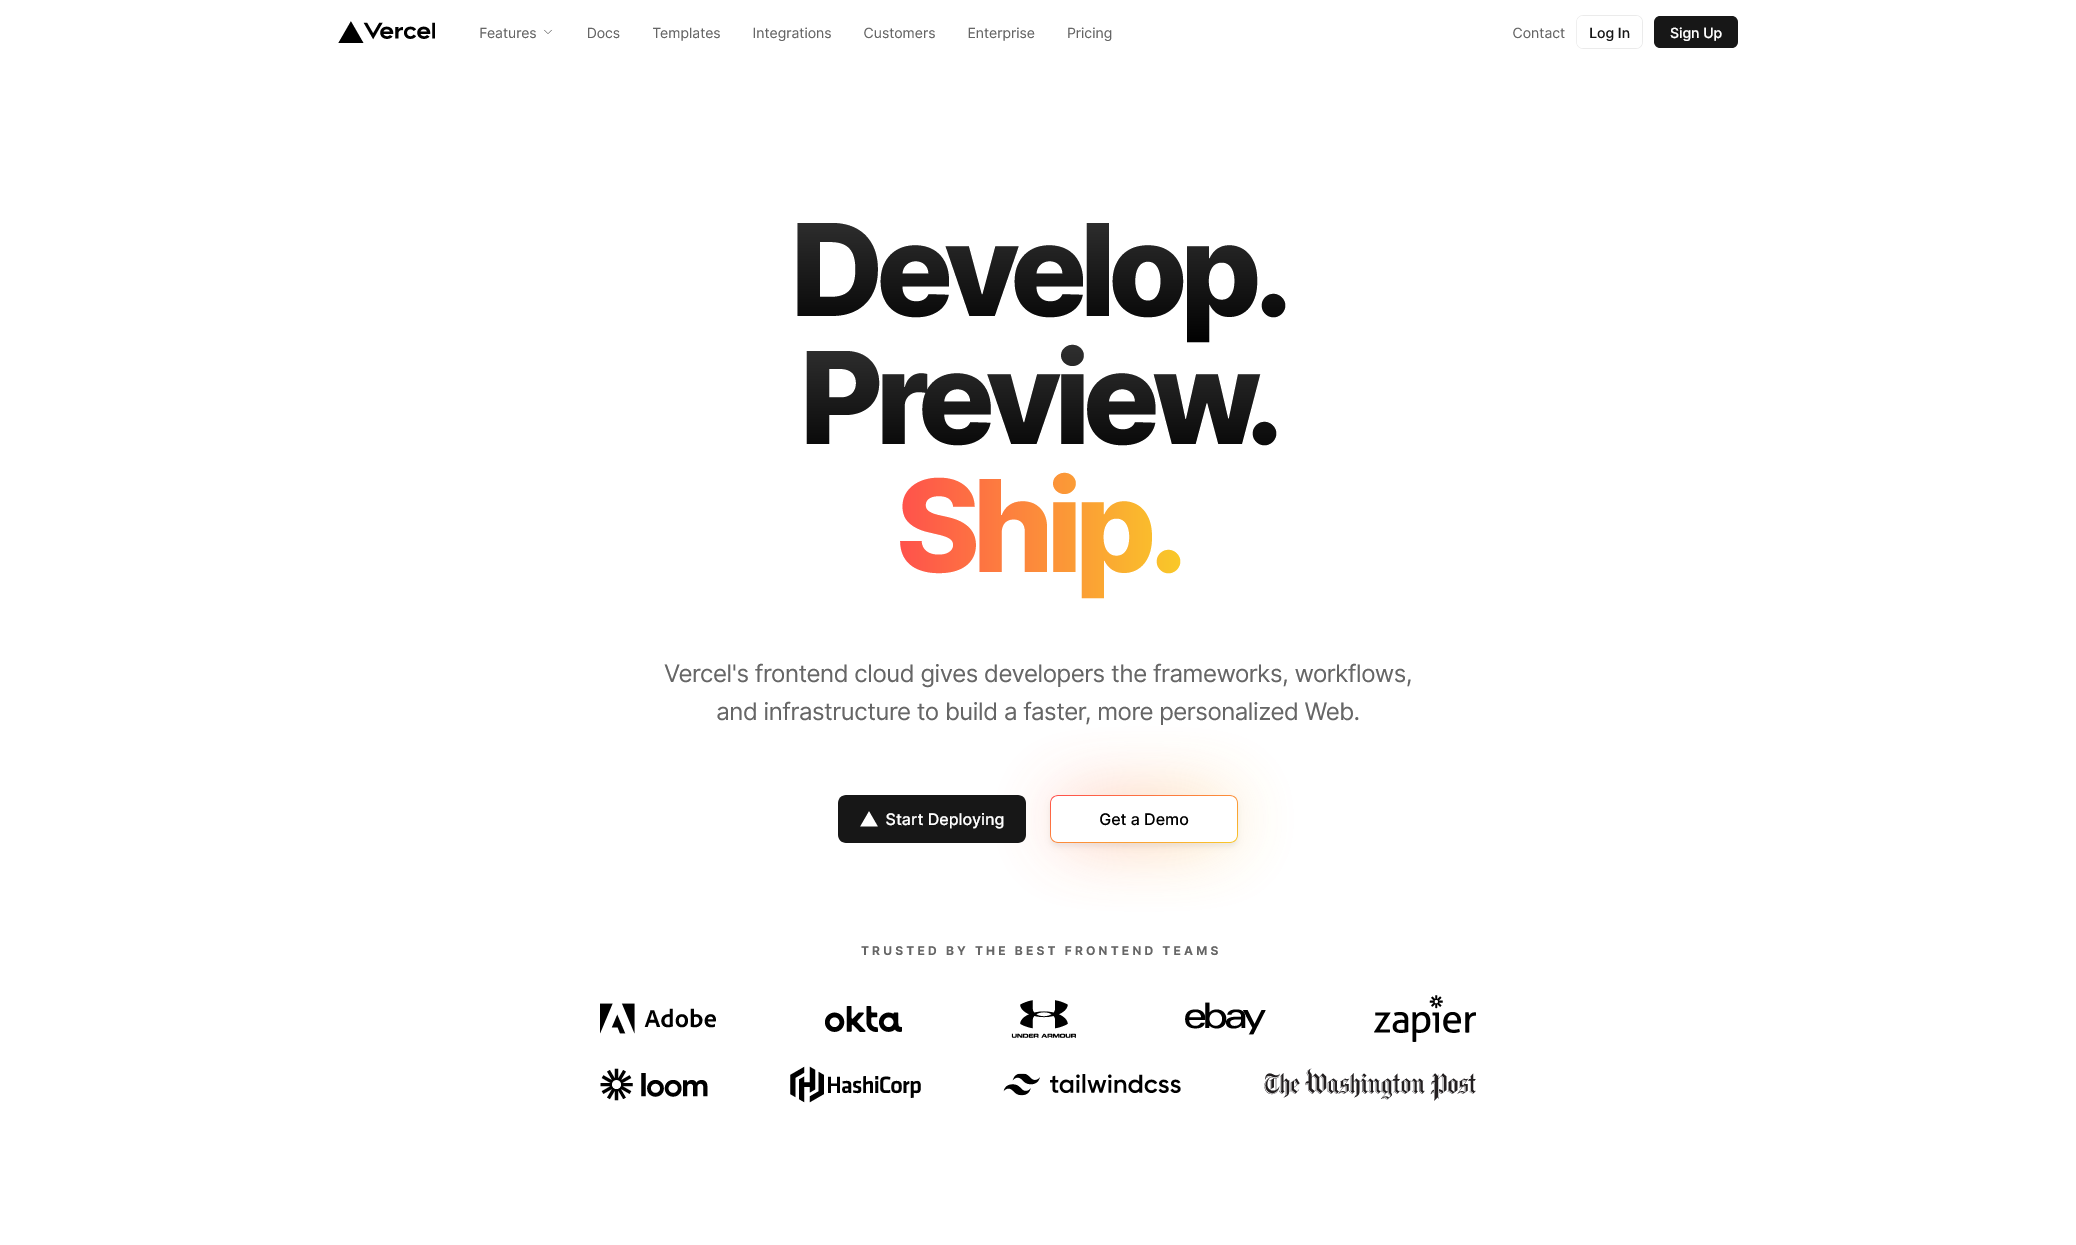 Vercel Features Docs Templates Integrations Customers Enterprise Pricing Contact Log In Sign Up
Develop.
Preview.
Ship.
Vercel's frontend cloud gives developers the frameworks, workflows,
and infrastructure to build a faster, more personalized Web.
Start Deploying Get a Demo
TRUSTED BY THE BEST FRONTEND TEAMS
Adobe okta UNDER ARMOUR ebay zapier
loom HashiCorp tailwindcss The Washington Post